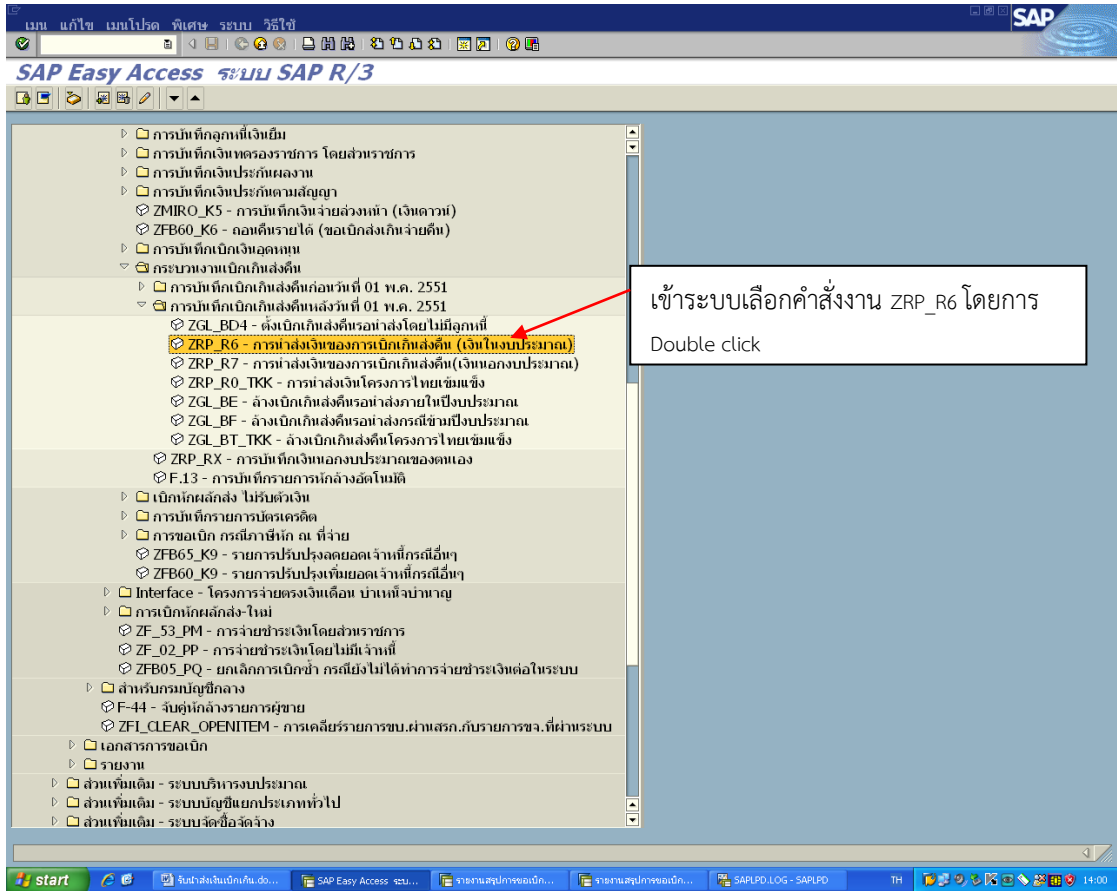 เมนู แก้ไข เมนูโปรด พิเศษ ระบบ วิธีใช้
SAP
SAP Easy Access ระบบ SAP R/3
การบันทึกลูกหนี้เงินยืม
การบันทึกเงินทดรองราชการ โดยส่วนราชการ
การบันทึกเงินประกันผลงาน
การบันทึกเงินประกันตามสัญญา
ZMIRO_K5 - การบันทึกเงินจ่ายล่วงหน้า (เงินดาวน์)
ZFB60_K6 - ถอนคืนรายได้ (ขอเบิกส่งเกินจ่ายคืน)
การบันทึกเบิกเงินอุดหนุน
กระบวนงานเบิกเกินส่งคืน
การบันทึกเบิกเกินส่งคืนก่อนวันที่ 01 พ.ค. 2551
การบันทึกเบิกเกินส่งคืนหลังวันที่ 01 พ.ค. 2551
ZGL_BD4 - ตั้งเบิกเกินส่งคืนรอนำส่งโดยไม่มีลูกหนี้
ZRP_R6 - การนำส่งเงินของการเบิกเกินส่งคืน (เงินในงบประมาณ)
ZRP_R7 - การนำส่งเงินของการเบิกเกินส่งคืน(เงินนอกงบประมาณ)
ZRP_R0_TKK - การนำส่งเงินโครงการไทยเข้มแข็ง
ZGL_BE - ล้างเบิกเกินส่งคืนรอนำส่งภายในปีงบประมาณ
ZGL_BF - ล้างเบิกเกินส่งคืนรอนำส่งกรณีข้ามปีงบประมาณ
ZGL_BT_TKK - ล้างเบิกเกินส่งคืนโครงการไทยเข้มแข็ง
ZRP_RX - การบันทึกเงินนอกงบประมาณของตนเอง
F.13 - การบันทึกรายการหักล้างอัตโนมัติ
เบิกหักผลักส่ง ไม่รับตัวเงิน
การบันทึกรายการบัตรเครดิต
การขอเบิก กรณีภาษีหัก ณ ที่จ่าย
ZFB65_K9 - รายการปรับปรุงลดยอดเจ้าหนี้กรณีอื่นๆ
ZFB60_K9 - รายการปรับปรุงเพิ่มยอดเจ้าหนี้กรณีอื่นๆ
Interface - โครงการจ่ายตรงเงินเดือน บำเหน็จบำนาญ
การเบิกหักผลักส่ง-ใหม่
ZF_53_PM - การจ่ายชำระเงินโดยส่วนราชการ
ZF_02_PP - การจ่ายชำระเงินโดยไม่มีเจ้าหนี้
ZFB05_PQ - ยกเลิกการเบิกซ้ำ กรณียังไม่ได้ทำการจ่ายชำระเงินต่อในระบบ
สำหรับกรมบัญชีกลาง
F-44 - จับคู่หักล้างรายการผู้ขาย
ZFI_CLEAR_OPENITEM - การเคลียร์รายการขบ.ผ่านสรก.กับรายการขจ.ที่ผ่านระบบ
เอกสารการขอเบิก
รายงาน
ส่วนเพิ่มเติม - ระบบบริหารงบประมาณ
ส่วนเพิ่มเติม - ระบบบัญชีแยกประเภททั่วไป
ส่วนเพิ่มเติม - ระบบจัดซื้อจัดจ้าง
เข้าระบบเลือกคำสั่งงาน ZRP_R6 โดยการ
Double click
start รับนำส่งเงินเบิกเกิน.do... SAP Easy Access ระบ... รายงานสรุปการขอเบิก... รายงานสรุปการขอเบิก... SAPLPD.LOG - SAPLPD TH 14:00